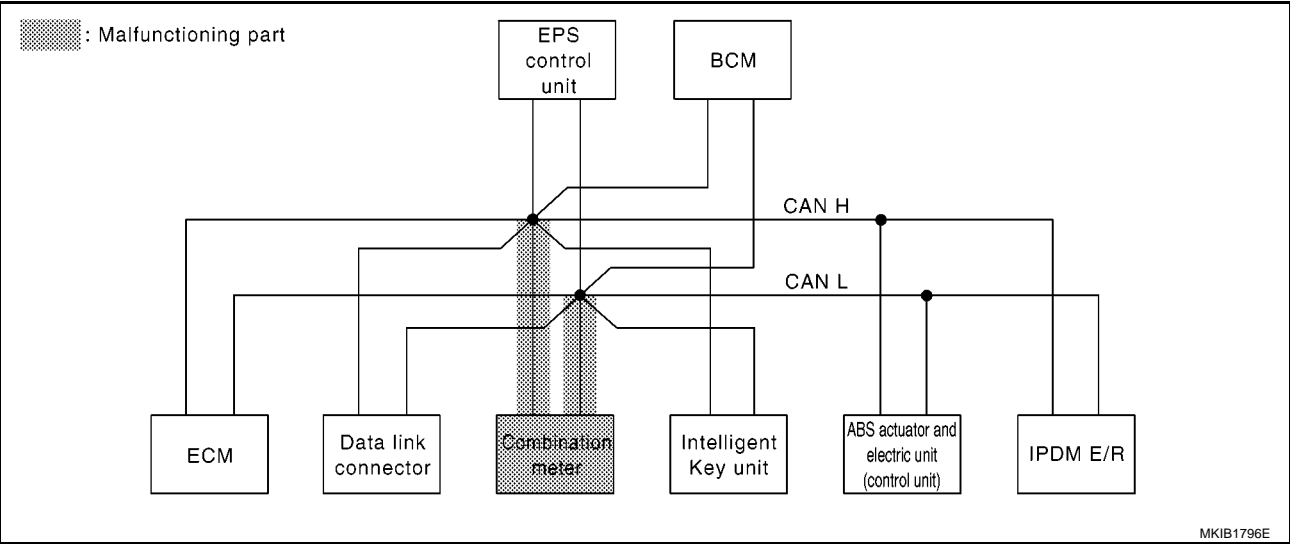 : Malfunctioning part
EPS
control
unit
BCM
CAN H
CAN L
ECM
Data link
connector
Combination
meter
Intelligent
Key unit
ABS actuator and
electric unit
(control unit)
IPDM E/R
MKIB1796E